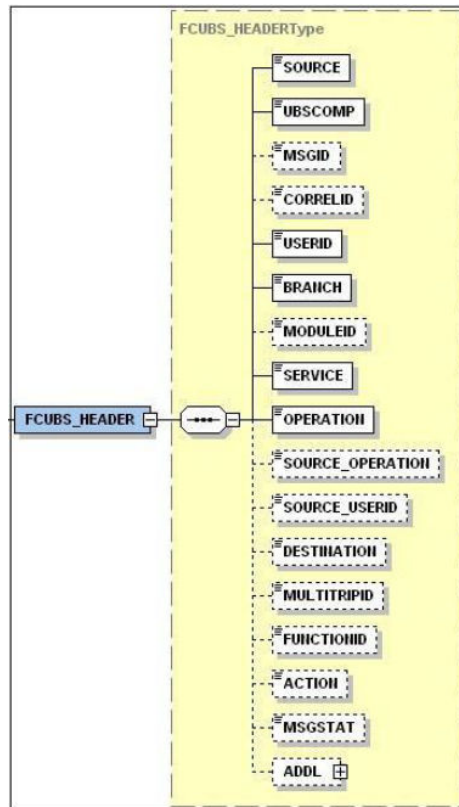 FCUBS_HEADERType
SOURCE
UBSCOMP
MSGID
CORRELID
USERID
BRANCH
MODULEID
SERVICE
FCUBS_HEADER
OPERATION
SOURCE_OPERATION
SOURCE_USERID
DESTINATION
MULTITRIPID
FUNCTIONID
ACTION
MSGSTAT
ADDL